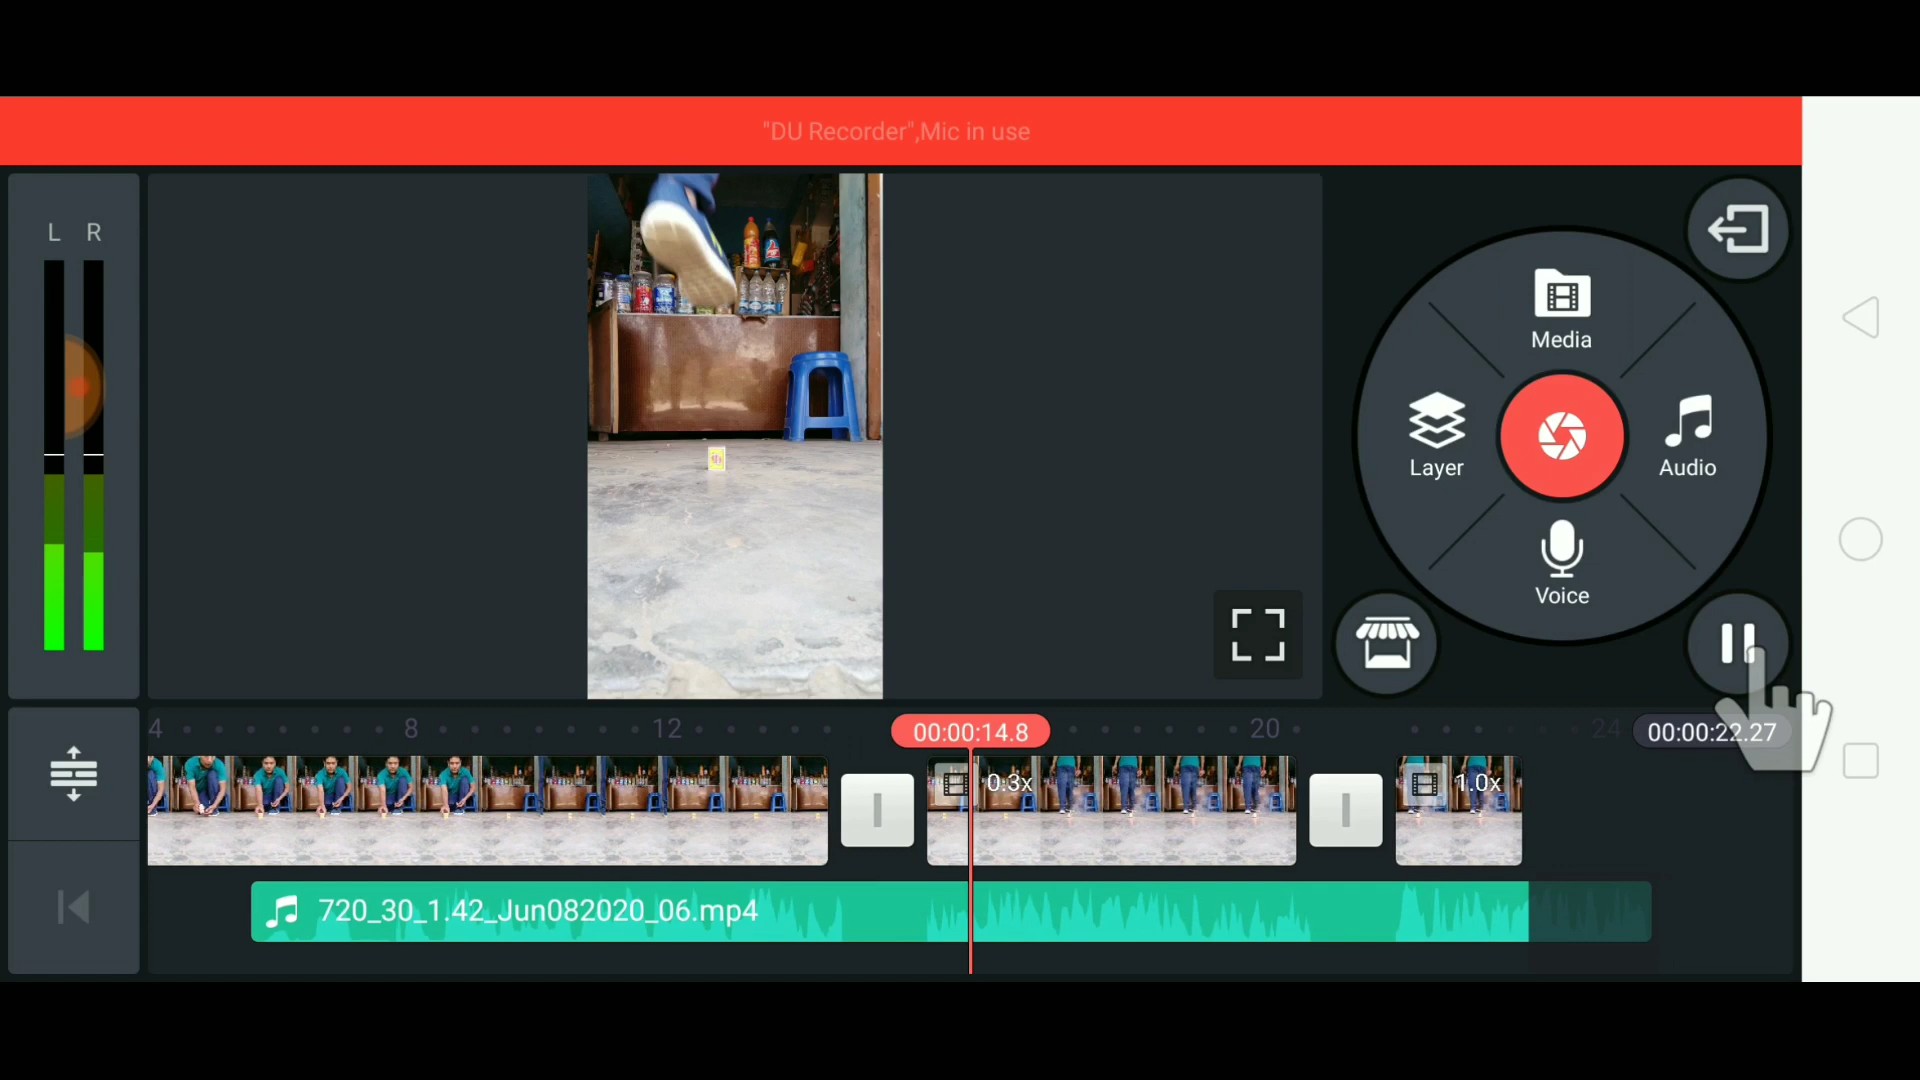 "DU Recorder",Mic in use
L R
Media
Layer
Audio
Voice
4 8 12 20 24
00:00:14.8
00:00:22.27
0.3x
1.0x
720_30_1.42_Jun082020_06.mp4